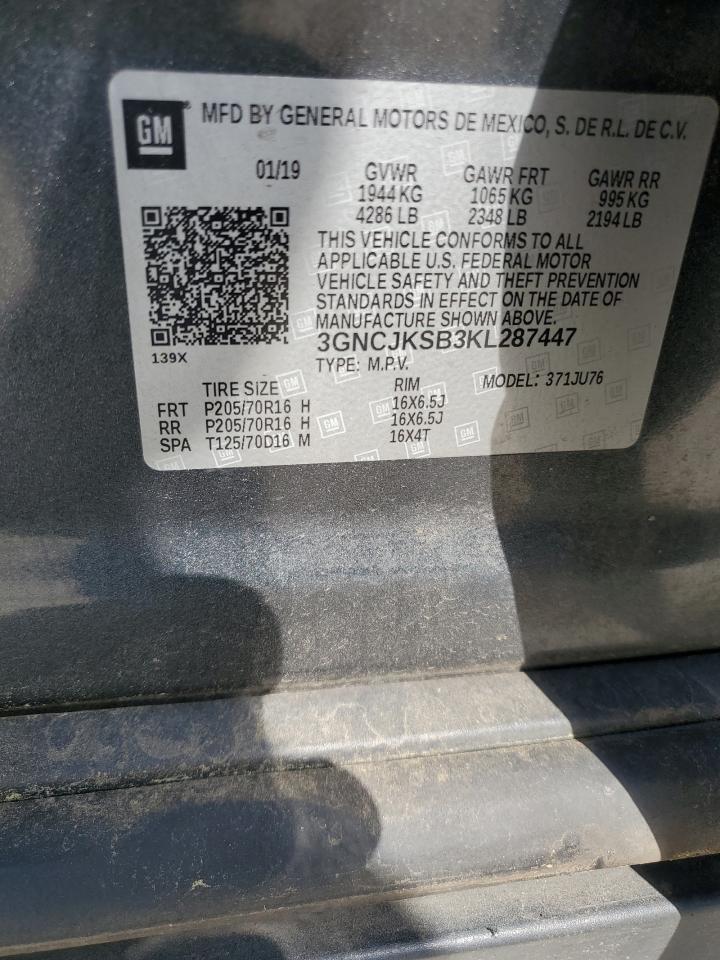 GM® MFD BY GENERAL MOTORS DE MEXICO, S. DE R.L. DE C.V.
01/19 GVWR GAWR FRT GAWR RR
1944 KG 1065 KG 995 KG
4286 LB 2348 LB 2194 LB
THIS VEHICLE CONFORMS TO ALL
APPLICABLE U.S. FEDERAL MOTOR
VEHICLE SAFETY AND THEFT PREVENTION
STANDARDS IN EFFECT ON THE DATE OF
MANUFACTURE SHOWN ABOVE.
3GNCJKSB3KL287447
139X
TYPE: M.P.V. MODEL: 371JU76
TIRE SIZE RIM
FRT P205/70R16 H 16X6.5J
RR P205/70R16 H 16X6.5J
SPA T125/70D16 M 16X4T